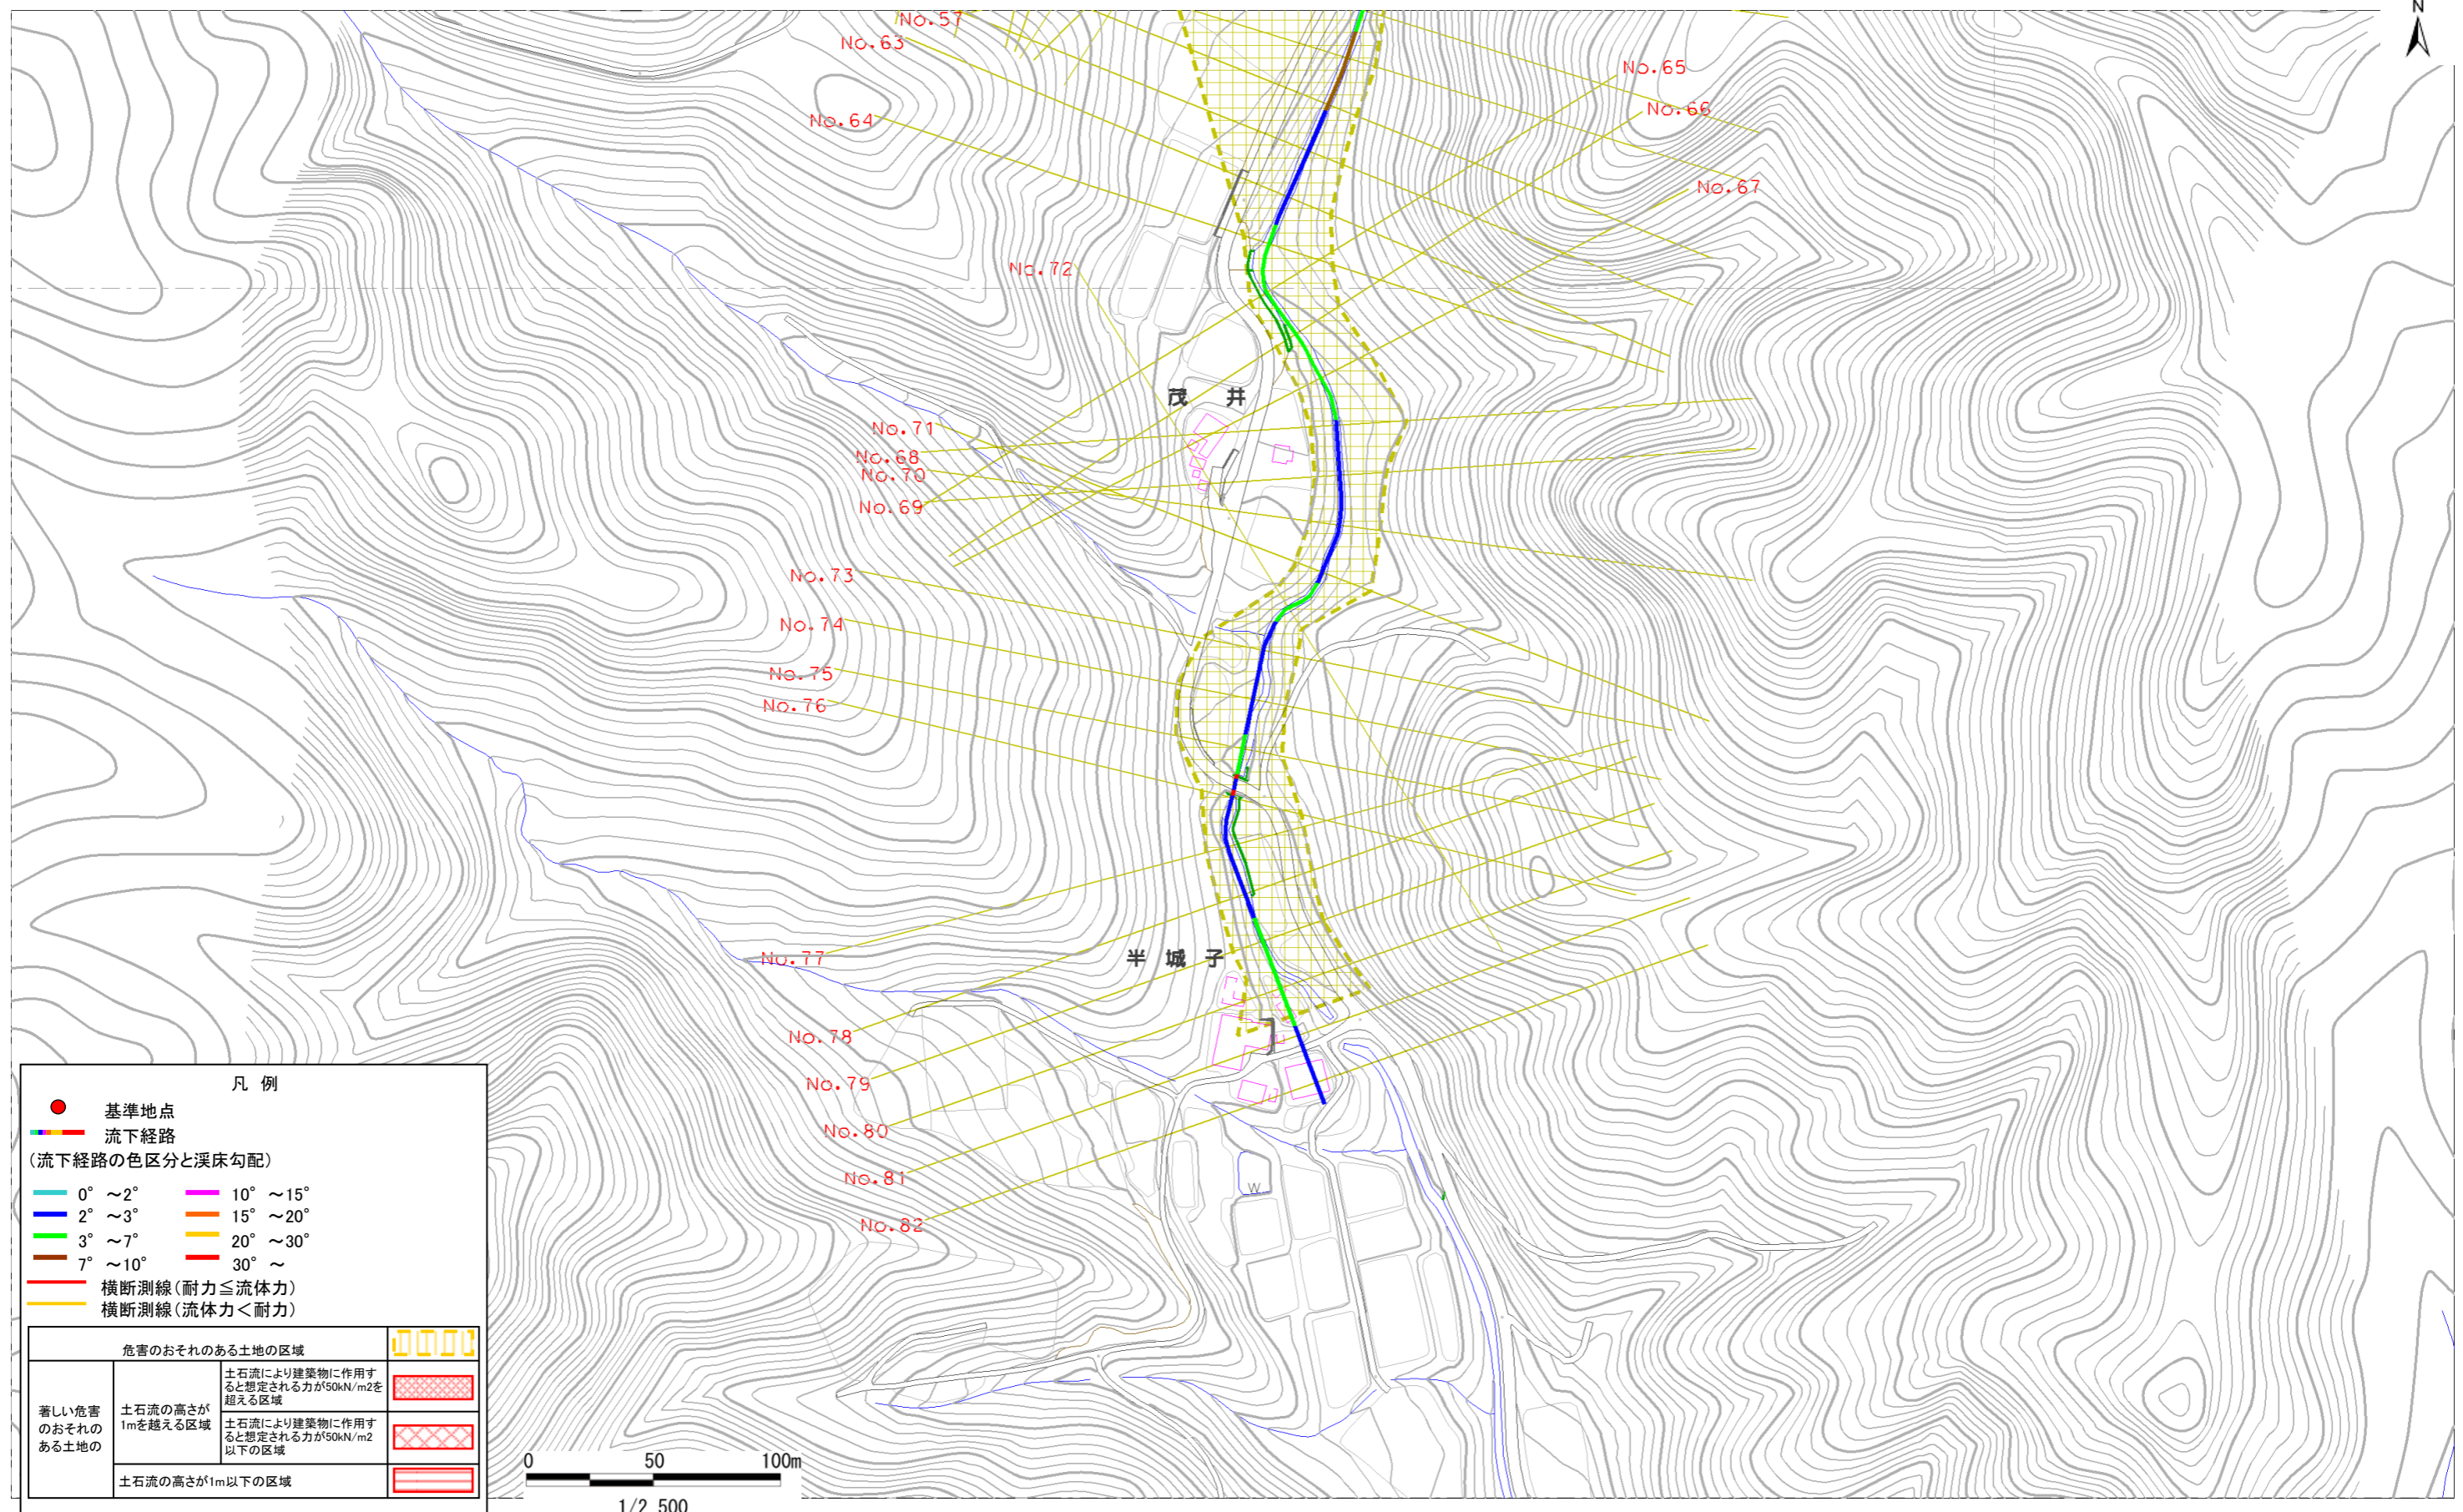 N
No.57
No.63
No.65
No.66
No.64
No.67
No.72
茂 井
No.71
No.68
No.70
No.69
No.73
No.74
No.75
No.76
No.77
半 城 子
No.78
No.79
No.80
No.81
No.82
W
凡 例
基準地点
流下経路
(流下経路の色区分と渓床勾配)
0° ～2° 10° ～15°
2° ～3° 15° ～20°
3° ～7° 20° ～30°
7° ～10° 30° ～
横断測線(耐力≦流体力)
横断測線(流体力＜耐力)
危害のおそれのある土地の区域
著しい危害
のおそれの
ある土地の
土石流の高さが
1mを越える区域
土石流により建築物に作用す
ると想定される力が50kN/m2を
超える区域
土石流により建築物に作用す
ると想定される力が50kN/m2
以下の区域
土石流の高さが1m以下の区域
0 50 100m
1/2,500